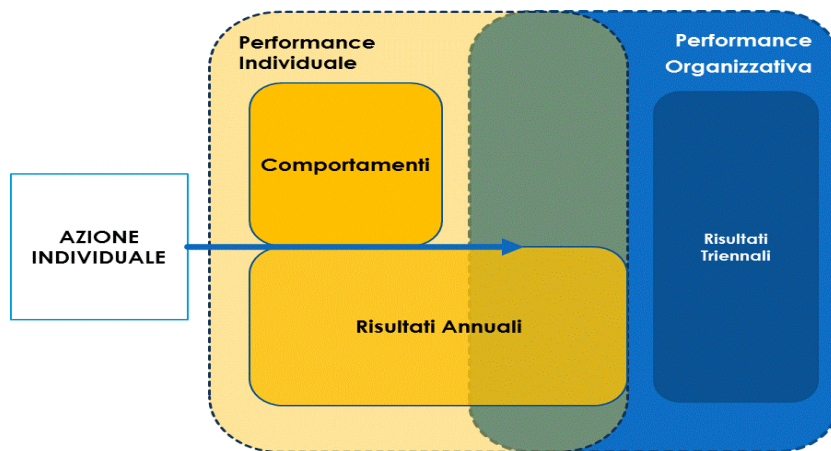 Performance
Individuale
Performance
Organizzativa
Comportamenti
AZIONE
INDIVIDUALE
Risultati
Triennali
Risultati Annuali